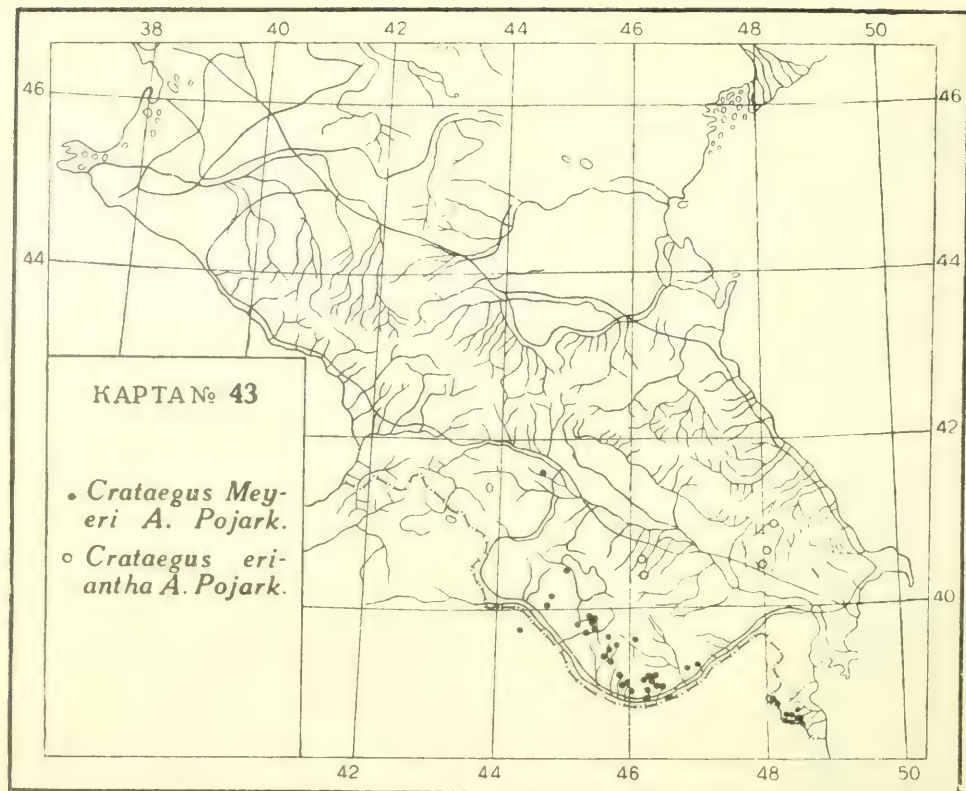 38 40 42 44 46 48 50
46 46
44 44
КАРТА № 43
• Crataegus Mey-
eri A. Pojark.
42
○ Crataegus eri-
antha A. Pojark.
40
42 44 46 48 50